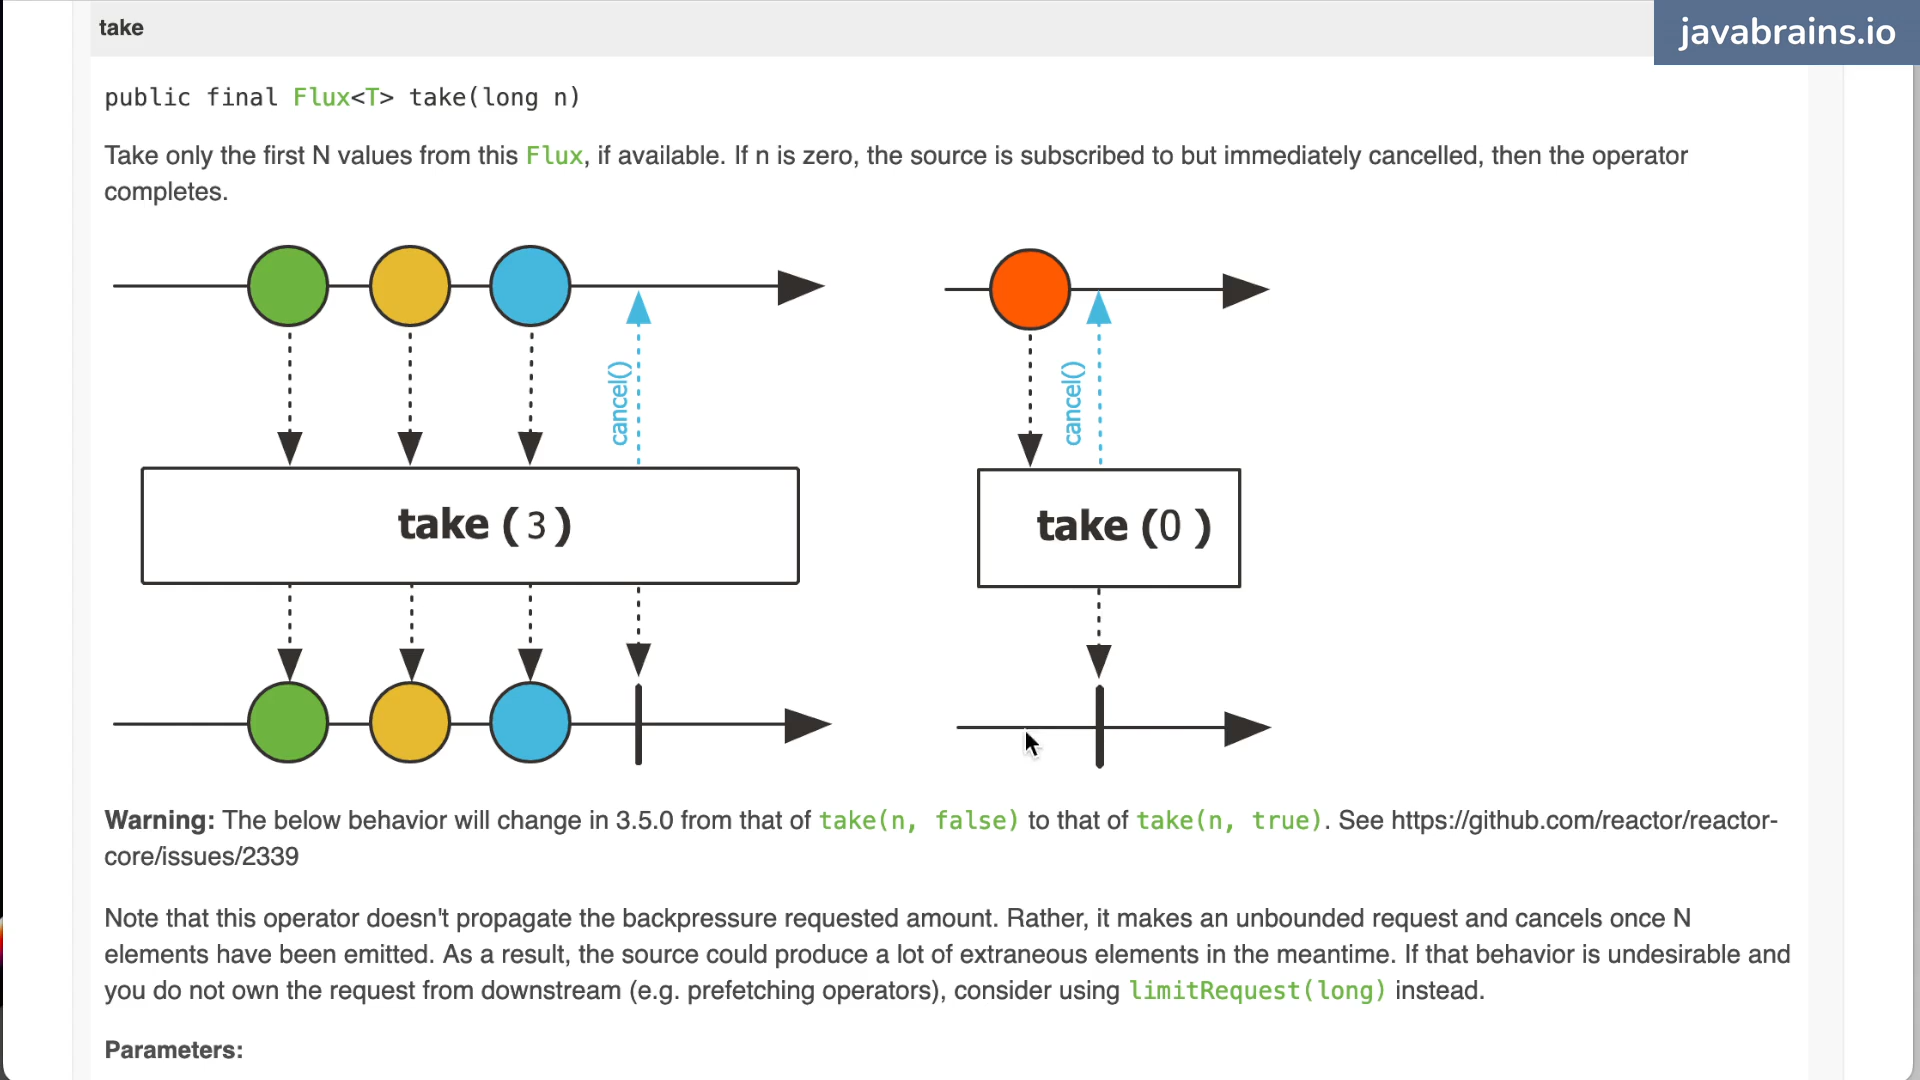 take
javabrains.io
public final Flux<T> take(long n)
Take only the first N values from this Flux, if available. If n is zero, the source is subscribed to but immediately cancelled, then the operator
completes.
cancel()
cancel()
take (3)
take (0 )
Warning: The below behavior will change in 3.5.0 from that of take(n, false) to that of take(n, true). See https://github.com/reactor/reactor-
core/issues/2339
Note that this operator doesn't propagate the backpressure requested amount. Rather, it makes an unbounded request and cancels once N
elements have been emitted. As a result, the source could produce a lot of extraneous elements in the meantime. If that behavior is undesirable and
you do not own the request from downstream (e.g. prefetching operators), consider using limitRequest(long) instead.
Parameters: